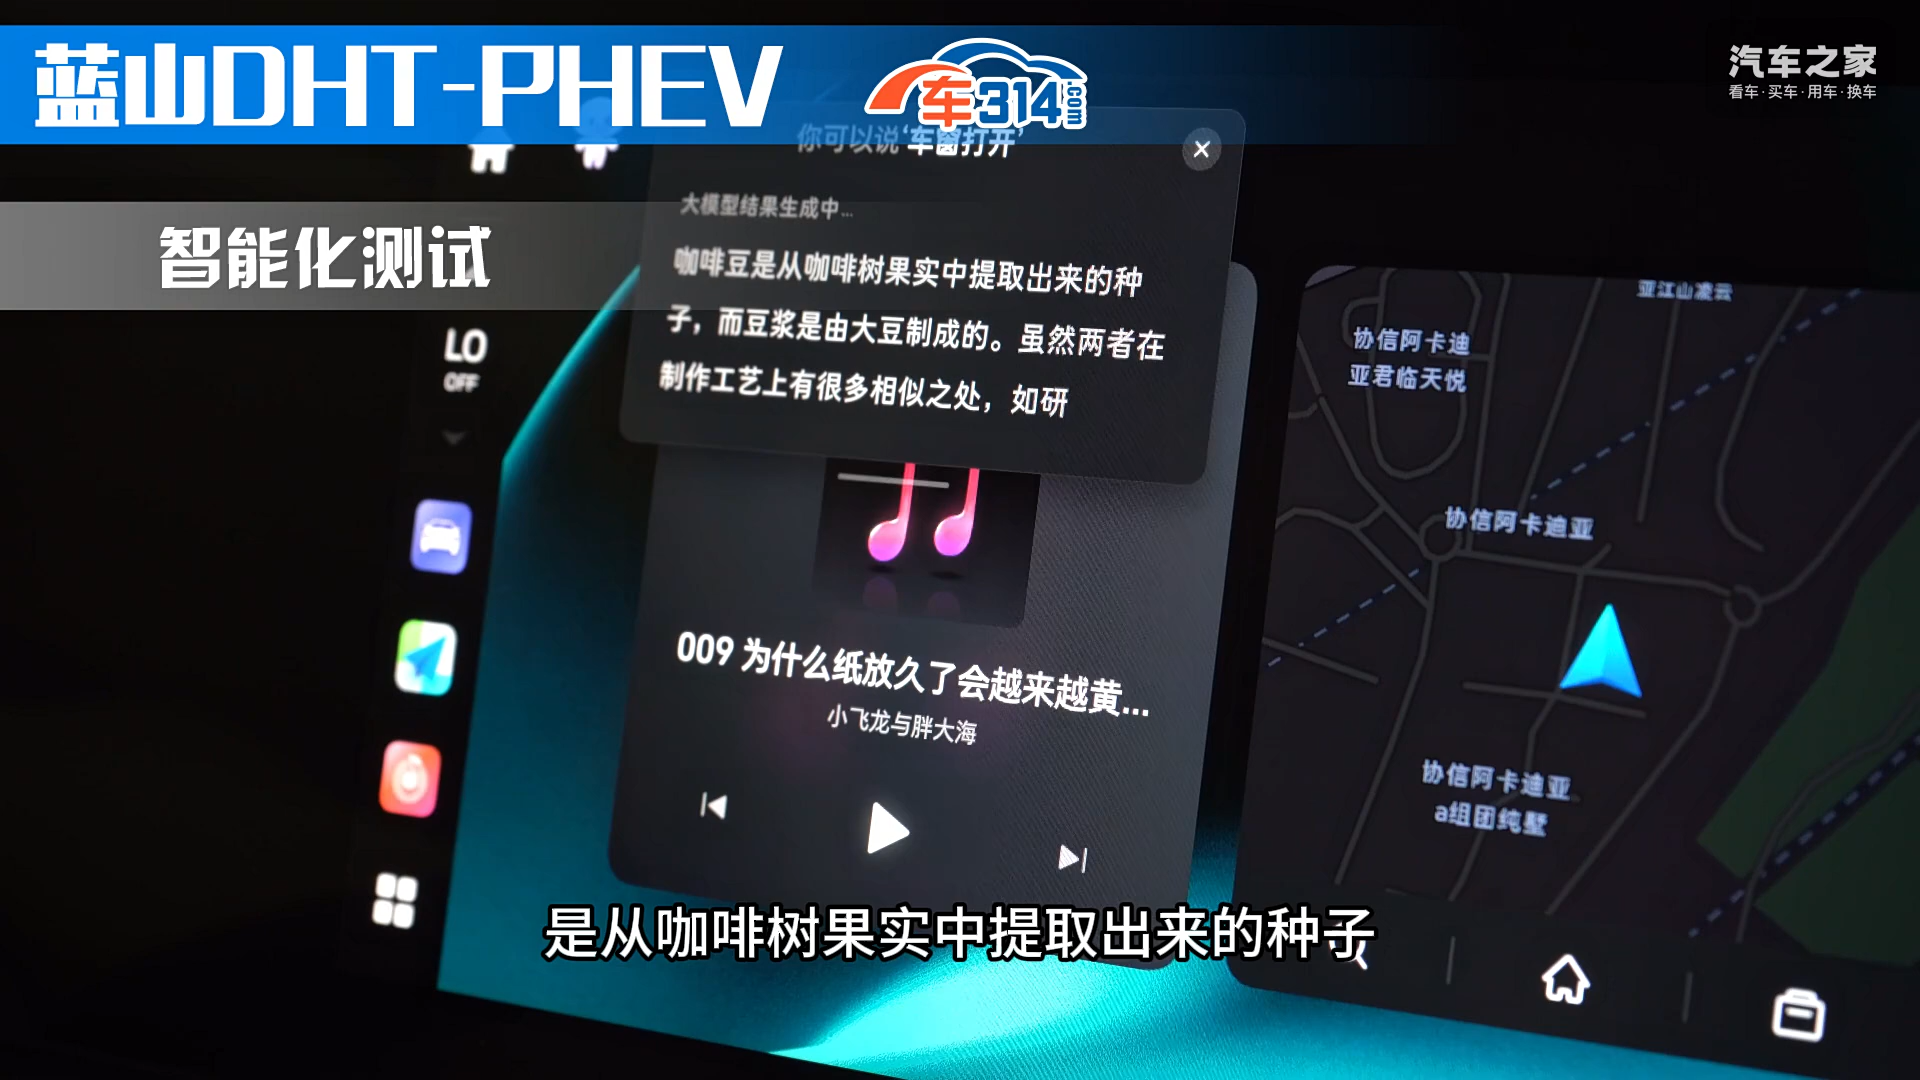 蓝山DHT-PHEV
车314.com
汽车之家
看车·买车·用车·换车
你可以说‘车窗打开’
智能化测试
大模型结果生成中...
咖啡豆是从咖啡树果实中提取出来的种
子，而豆浆是由大豆制成的。虽然两者在
制作工艺上有很多相似之处，如研
LO
OFF
009 为什么纸放久了会越来越黄...
小飞龙与胖大海
亚江山凌云
协信阿卡迪
亚君临天悦
协信阿卡迪亚
协信阿卡迪亚
a组团纯墅
是从咖啡树果实中提取出来的种子